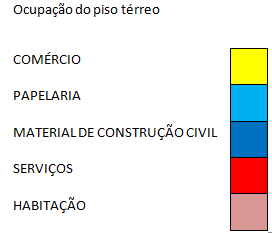 Ocupação do piso térreo
COMÉRCIO
PAPELARIA
MATERIAL DE CONSTRUÇÃO CIVIL
SERVIÇOS
HABITAÇÃO